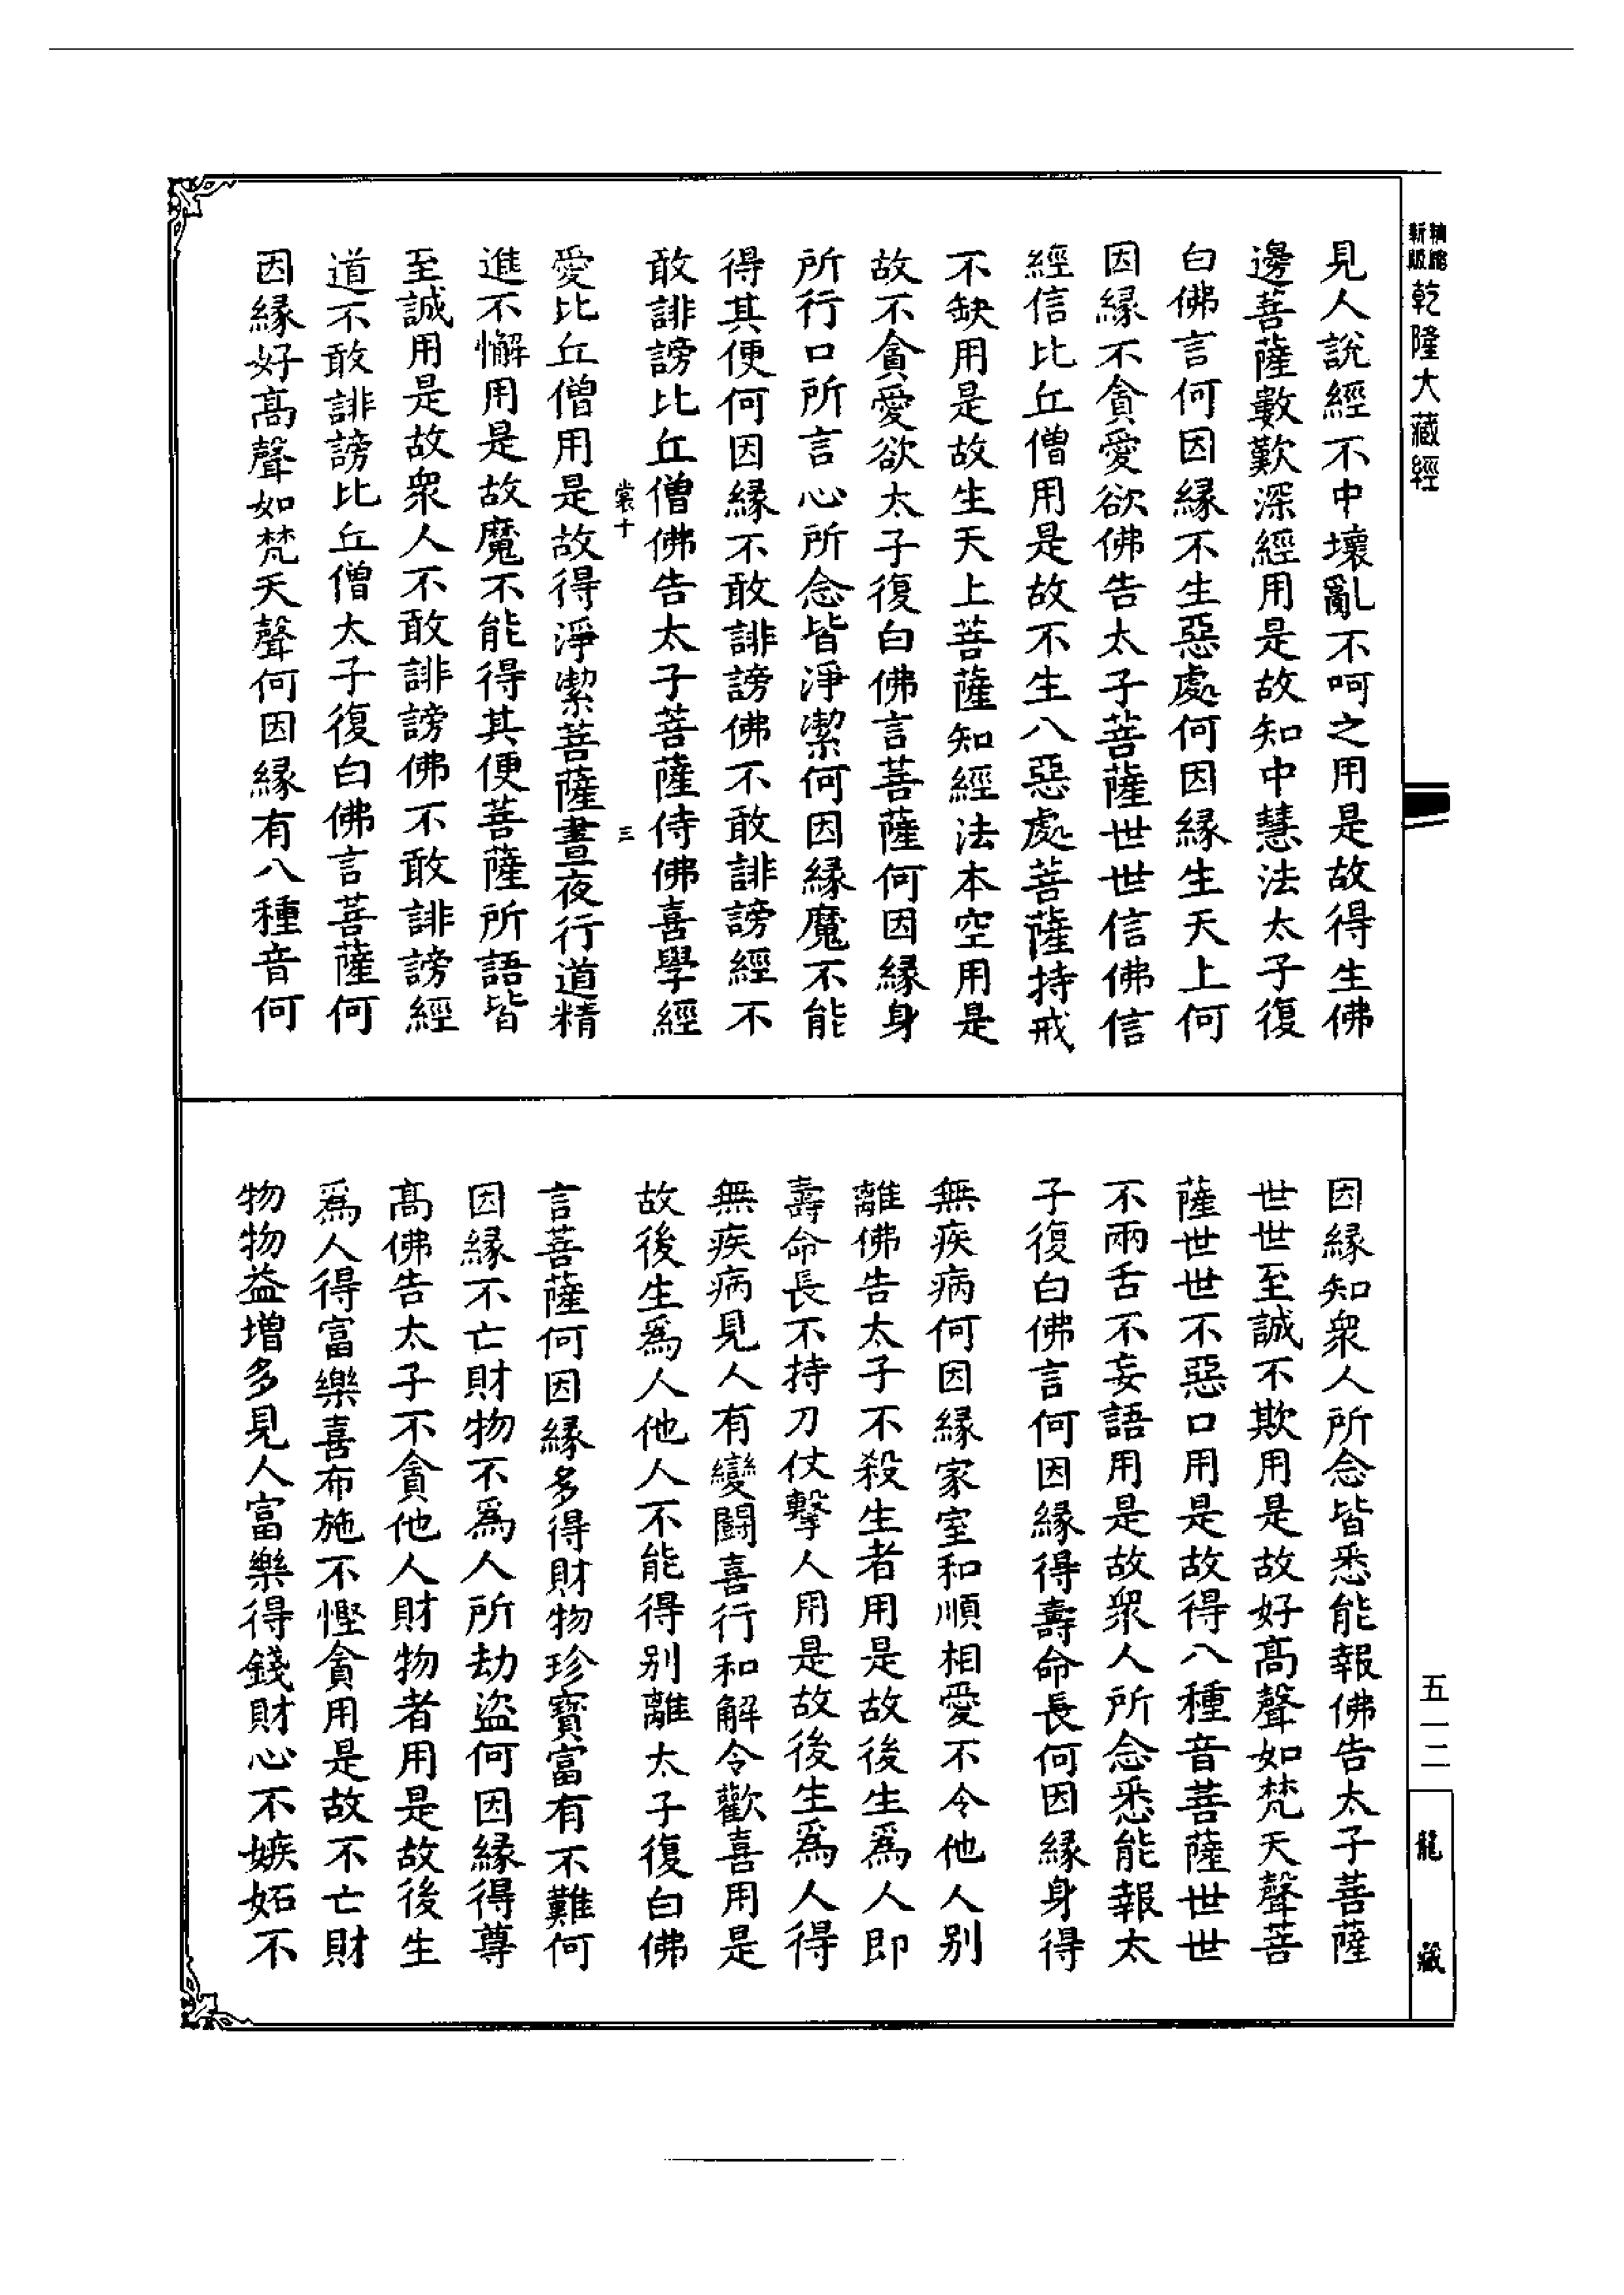 新版
精縮
乾隆大藏經
見人說經不中壞亂不呵之用是故得生佛
邊菩薩數歎深經用是故知中慧法太子復
白佛言何因緣不生惡處何因緣生天上何
因緣不貪愛欲佛告太子菩薩世世信佛信
經信比丘僧用是故不生八惡處菩薩持戒
不缺用是故生天上菩薩知經法本空用是
故不貪愛欲太子復白佛言菩薩何因緣身
所行口所言心所念皆淨潔何因緣魔不能
得其便何因緣不敢誹謗佛不敢誹謗經不
敢誹謗比丘僧佛告太子菩薩侍佛喜學經
裳十 三
愛比丘僧用是故得淨潔菩薩晝夜行道精
進不懈用是故魔不能得其便菩薩所語皆
至誠用是故衆人不敢誹謗佛不敢誹謗經
道不敢誹謗比丘僧太子復白佛言菩薩何
因緣好髙聲如梵天聲何因緣有八種音何
因緣知衆人所念皆悉能報佛告太子菩薩
世世至誠不欺用是故好髙聲如梵天聲菩
薩世世不惡口用是故得八種音菩薩世世
不兩舌不妄語用是故衆人所念悉能報太
子復白佛言何因緣得壽命長何因緣身得
無疾病何因緣家室和順相愛不令他人别
離佛告太子不殺生者用是故後生爲人即
壽命長不持刀仗擊人用是故後生爲人得
無疾病見人有變鬪喜行和解令歡喜用是
故後生爲人他人不能得别離太子復白佛
言菩薩何因緣多得財物珍寶富有不難何
因緣不亡財物不爲人所劫盜何因緣得尊
髙佛告太子不貪他人財物者用是故後生
爲人得富樂喜布施不慳貪用是故不亡財
物物益增多見人富樂得錢財心不嫉妬不
五一二
龍藏